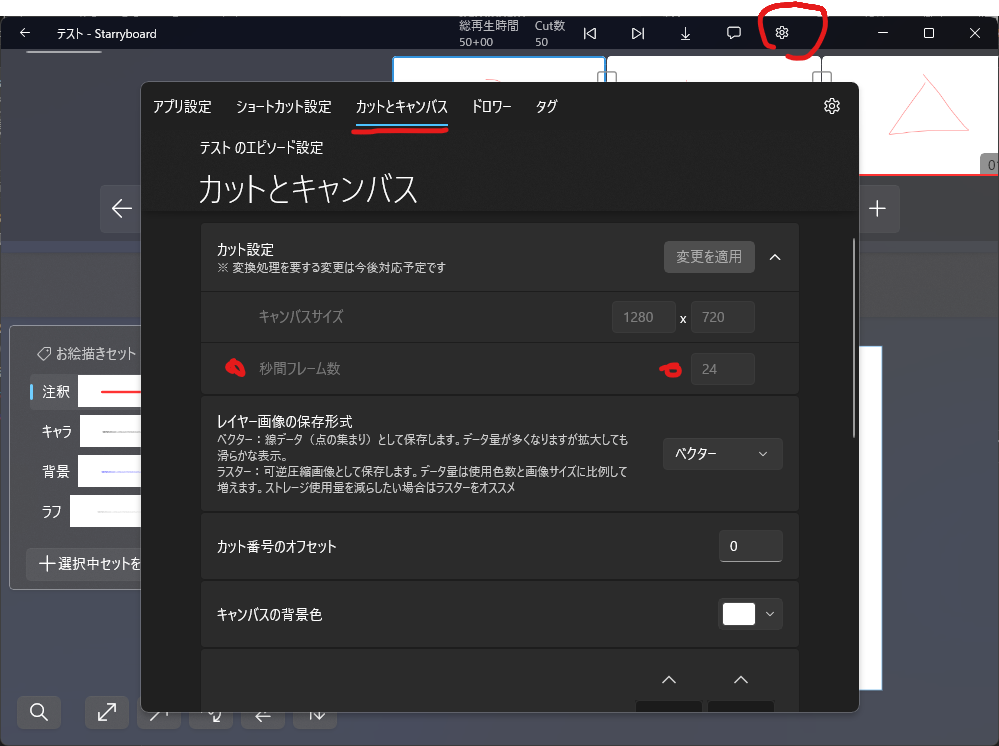 テスト - Starryboard
総再生時間
50+00
Cut数
50
アプリ設定 ショートカット設定 カットとキャンバス ドロワー タグ
テスト のエピソード設定
カットとキャンバス
カット設定
※ 変換処理を要する変更は今後対応予定です
変更を適用
キャンバスサイズ 1280 x 720
秒間フレーム数 24
レイヤー画像の保存形式
ベクター：線データ（点の集まり）として保存します。データ量が多くなりますが拡大しても
滑らかな表示。
ラスター：可逆圧縮画像として保存します。データ量は使用色数と画像サイズに比例して
増えます。ストレージ使用量を減らしたい場合はラスターをオススメ
ベクター
カット番号のオフセット 0
キャンバスの背景色
お絵描きセット
注釈
キャラ
背景
ラフ
選択中セットを